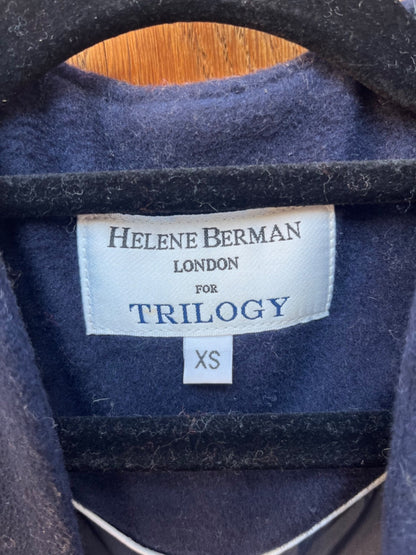 HELENE BERMAN
LONDON
FOR
TRILOGY
XS